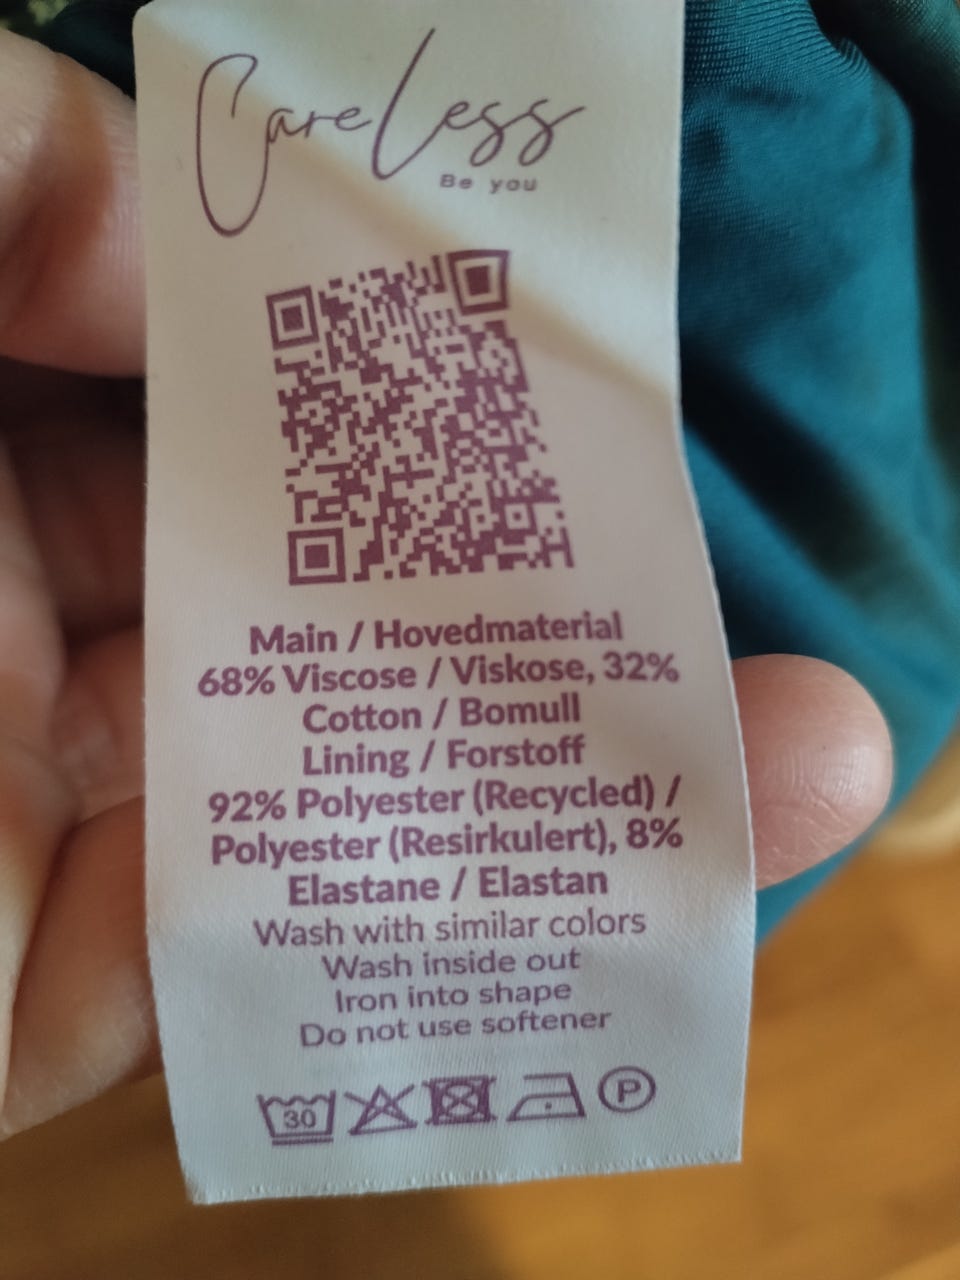 CareLess
Be you
Main / Hovedmaterial
68% Viscose / Viskose, 32%
Cotton / Bomull
Lining / Forstoff
92% Polyester (Recycled) /
Polyester (Resirkulert), 8%
Elastane / Elastan
Wash with similar colors
Wash inside out
Iron into shape
Do not use softener
30 P